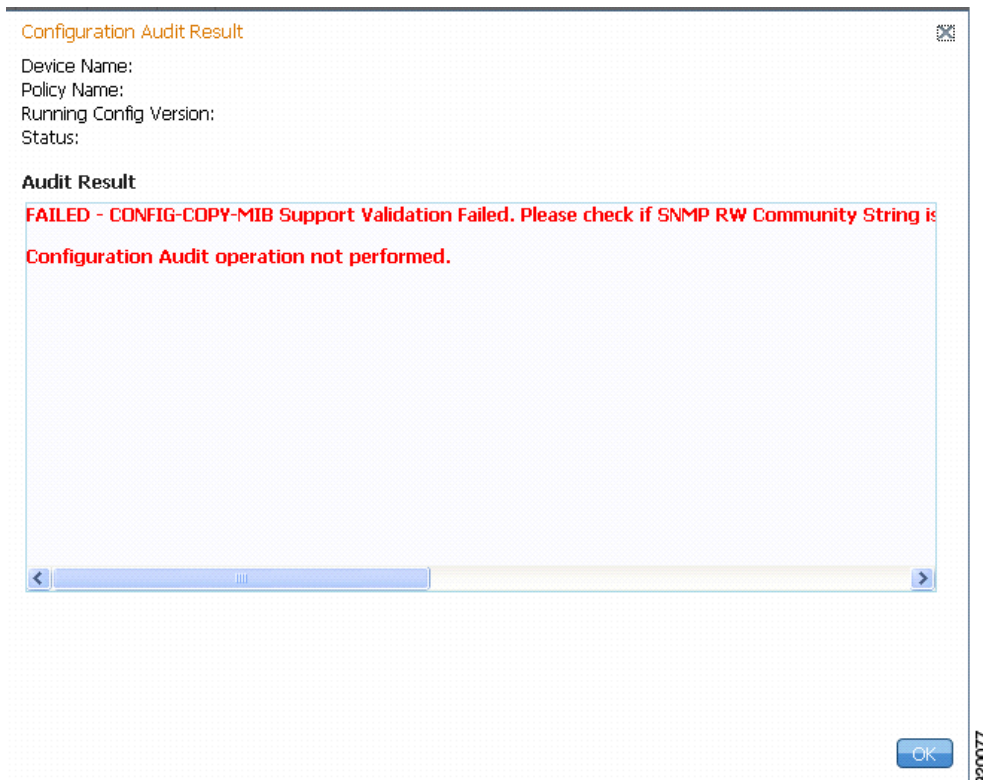 Configuration Audit Result
Device Name:
Policy Name:
Running Config Version:
Status:
Audit Result
FAILED - CONFIG-COPY-MIB Support Validation Failed. Please check if SNMP RW Community String is
Configuration Audit operation not performed.
OK